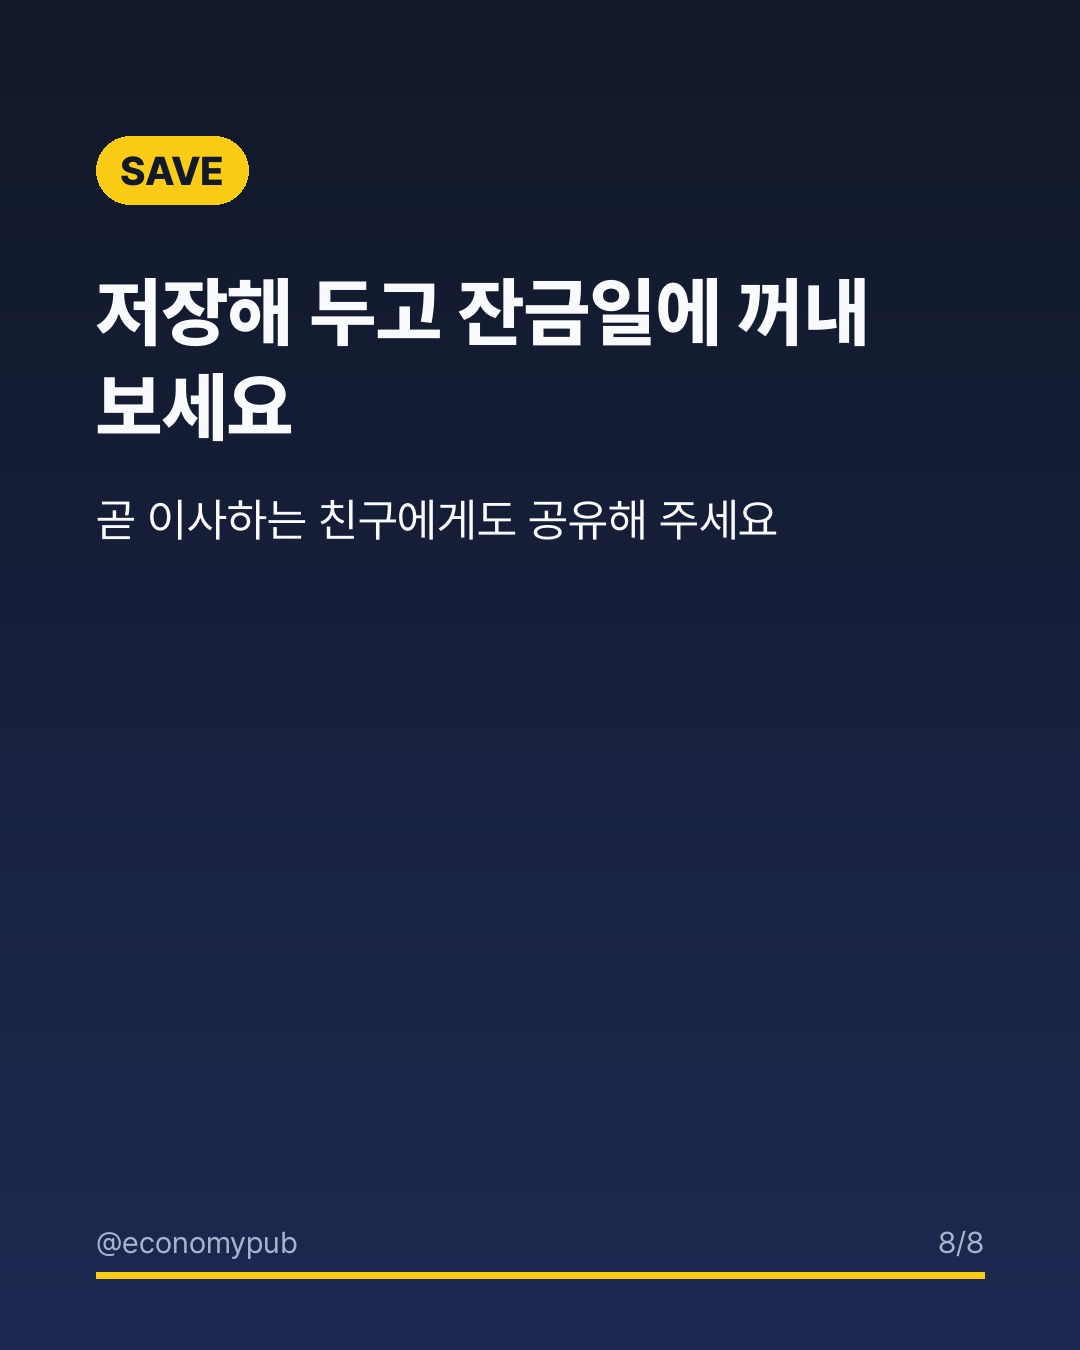 SAVE
저장해 두고 잔금일에 꺼내
보세요
곧 이사하는 친구에게도 공유해 주세요
@economypub
8/8